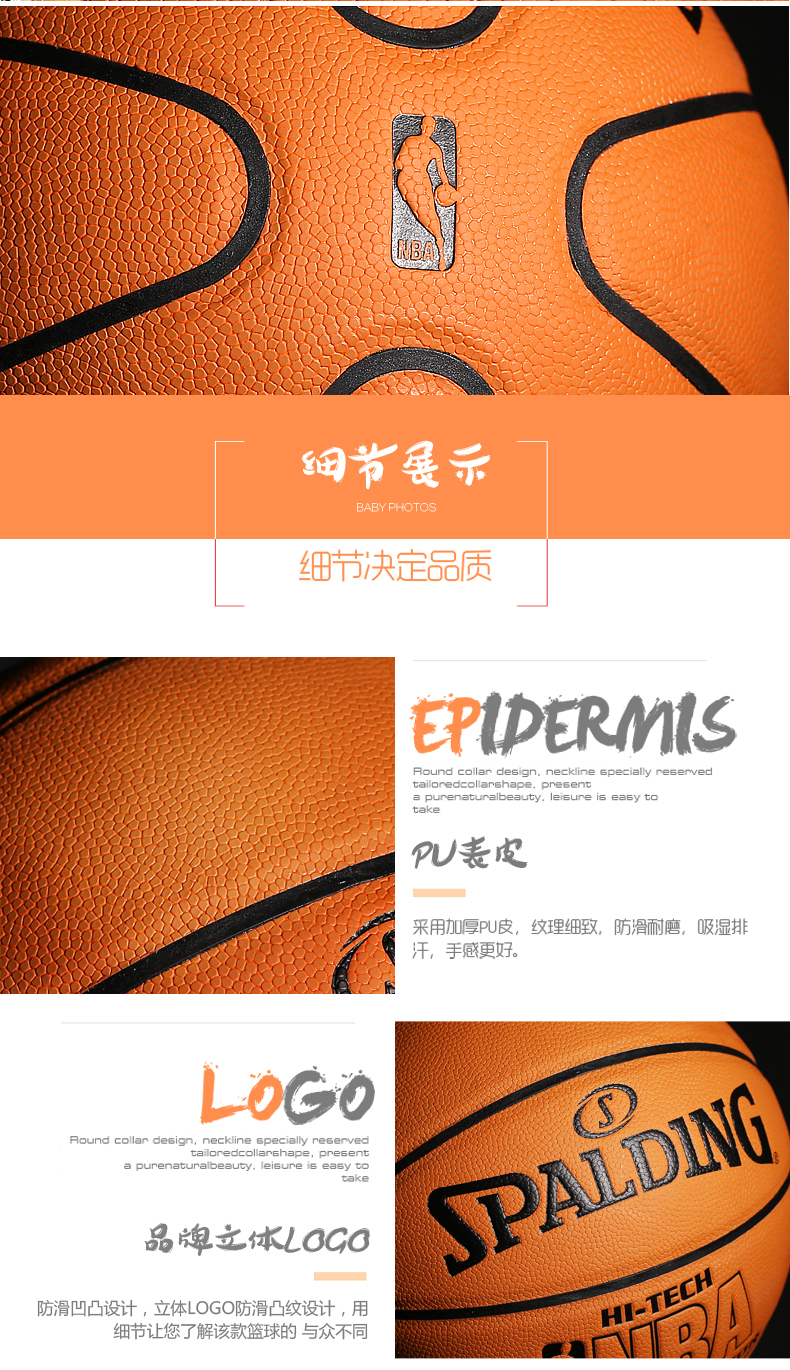 NBA
细节展示
BABY PHOTOS
细节决定品质
EPIDERMIS
Round collar design, neckline specially reserved
tailoredcollarshape, present
a purenaturalbeauty, leisure is easy to
take
PU表皮
采用加厚PU皮，纹理细致，防滑耐磨，吸湿排
汗，手感更好。
LOGO
Round collar design, neckline specially reserved
tailoredcollarshape, present
a purenaturalbeauty, leisure is easy to
take
品牌立体LOGO
防滑凹凸设计，立体LOGO防滑凸纹设计，用
细节让您了解该款篮球的 与众不同
S
SPALDING
®
HI-TECH
NBA